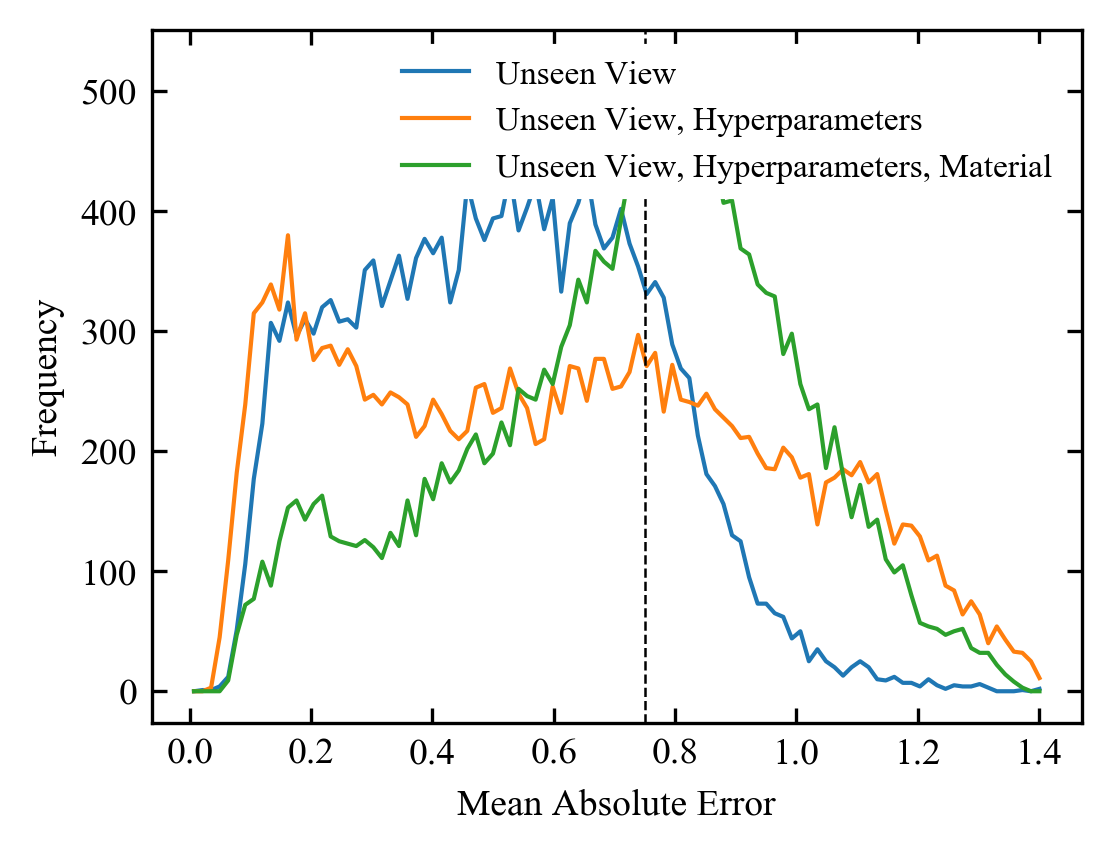 500
400
300
200
100
0
Frequency
Unseen View
Unseen View, Hyperparameters
Unseen View, Hyperparameters, Material
0.0 0.2 0.4 0.6 0.8 1.0 1.2 1.4
Mean Absolute Error